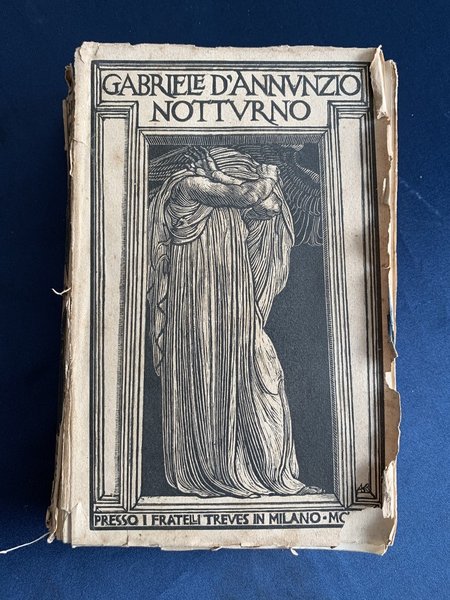 GABRIELE D'ANNVNZIO
NOTTVRNO
PRESSO I FRATELLI TREVES IN MILANO · MC